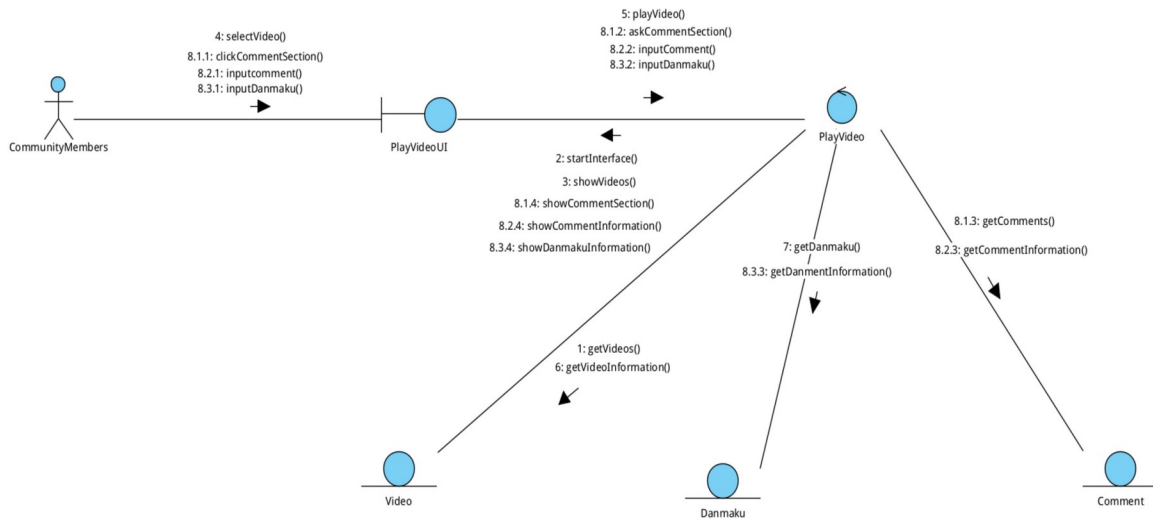 4: selectVideo()
8.1.1: clickCommentSection()
8.2.1: inputcomment()
8.3.1: inputDanmaku()
5: playVideo()
8.1.2: askCommentSection()
8.2.2: inputComment()
8.3.2: inputDanmaku()
CommunityMembers
PlayVideoUI
PlayVideo
2: startInterface()
3: showVideos()
8.1.4: showCommentSection()
8.2.4: showCommentInformation()
8.3.4: showDanmakuInformation()
7: getDanmaku()
8.3.3: getDanmentInformation()
8.1.3: getComments()
8.2.3: getCommentInformation()
1: getVideos()
6: getVideoInformation()
Video
Danmaku
Comment